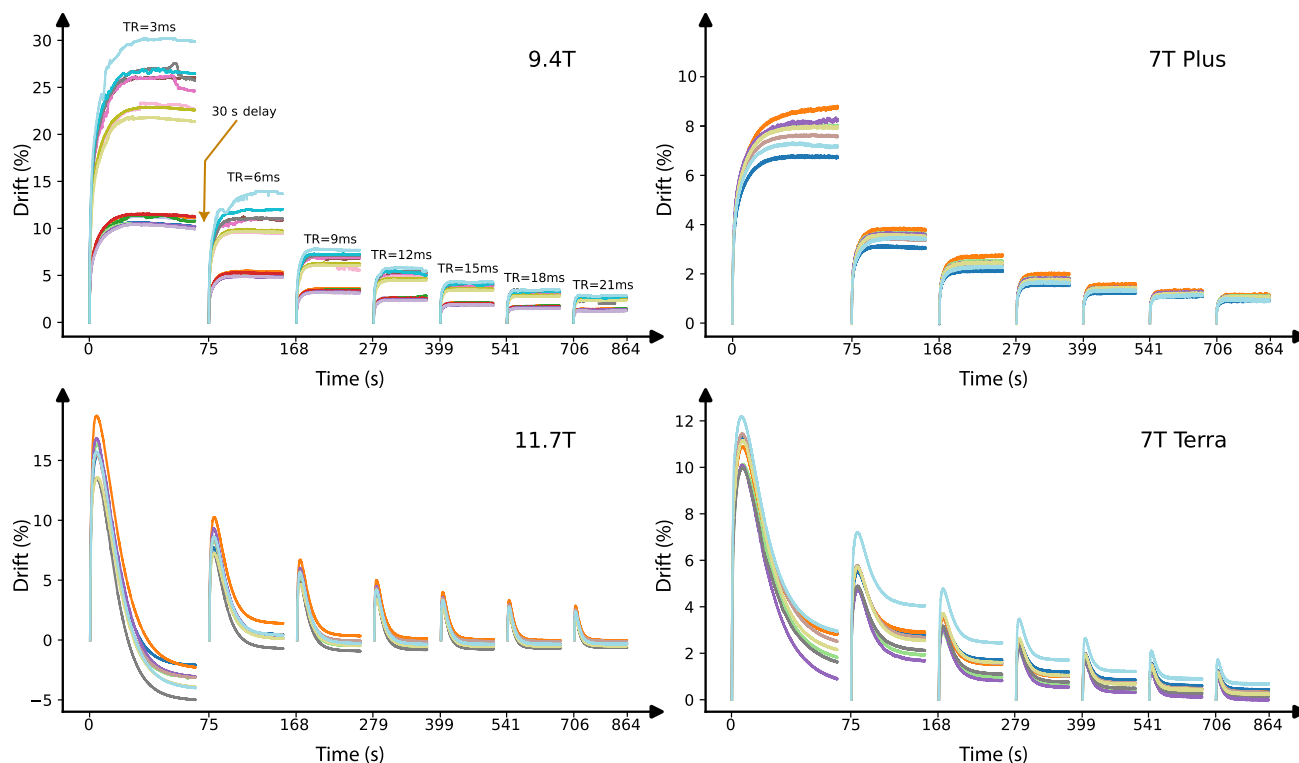 9.4T
TR=3ms
30 s delay
TR=6ms
TR=9ms
TR=12ms
TR=15ms
TR=18ms
TR=21ms
Drift (%)
30
25
20
15
10
5
0
0 75 168 279 399 541 706 864
Time (s)
7T Plus
Drift (%)
10
8
6
4
2
0
0 75 168 279 399 541 706 864
Time (s)
11.7T
Drift (%)
15
10
5
0
−5
0 75 168 279 399 541 706 864
Time (s)
7T Terra
Drift (%)
12
10
8
6
4
2
0
0 75 168 279 399 541 706 864
Time (s)